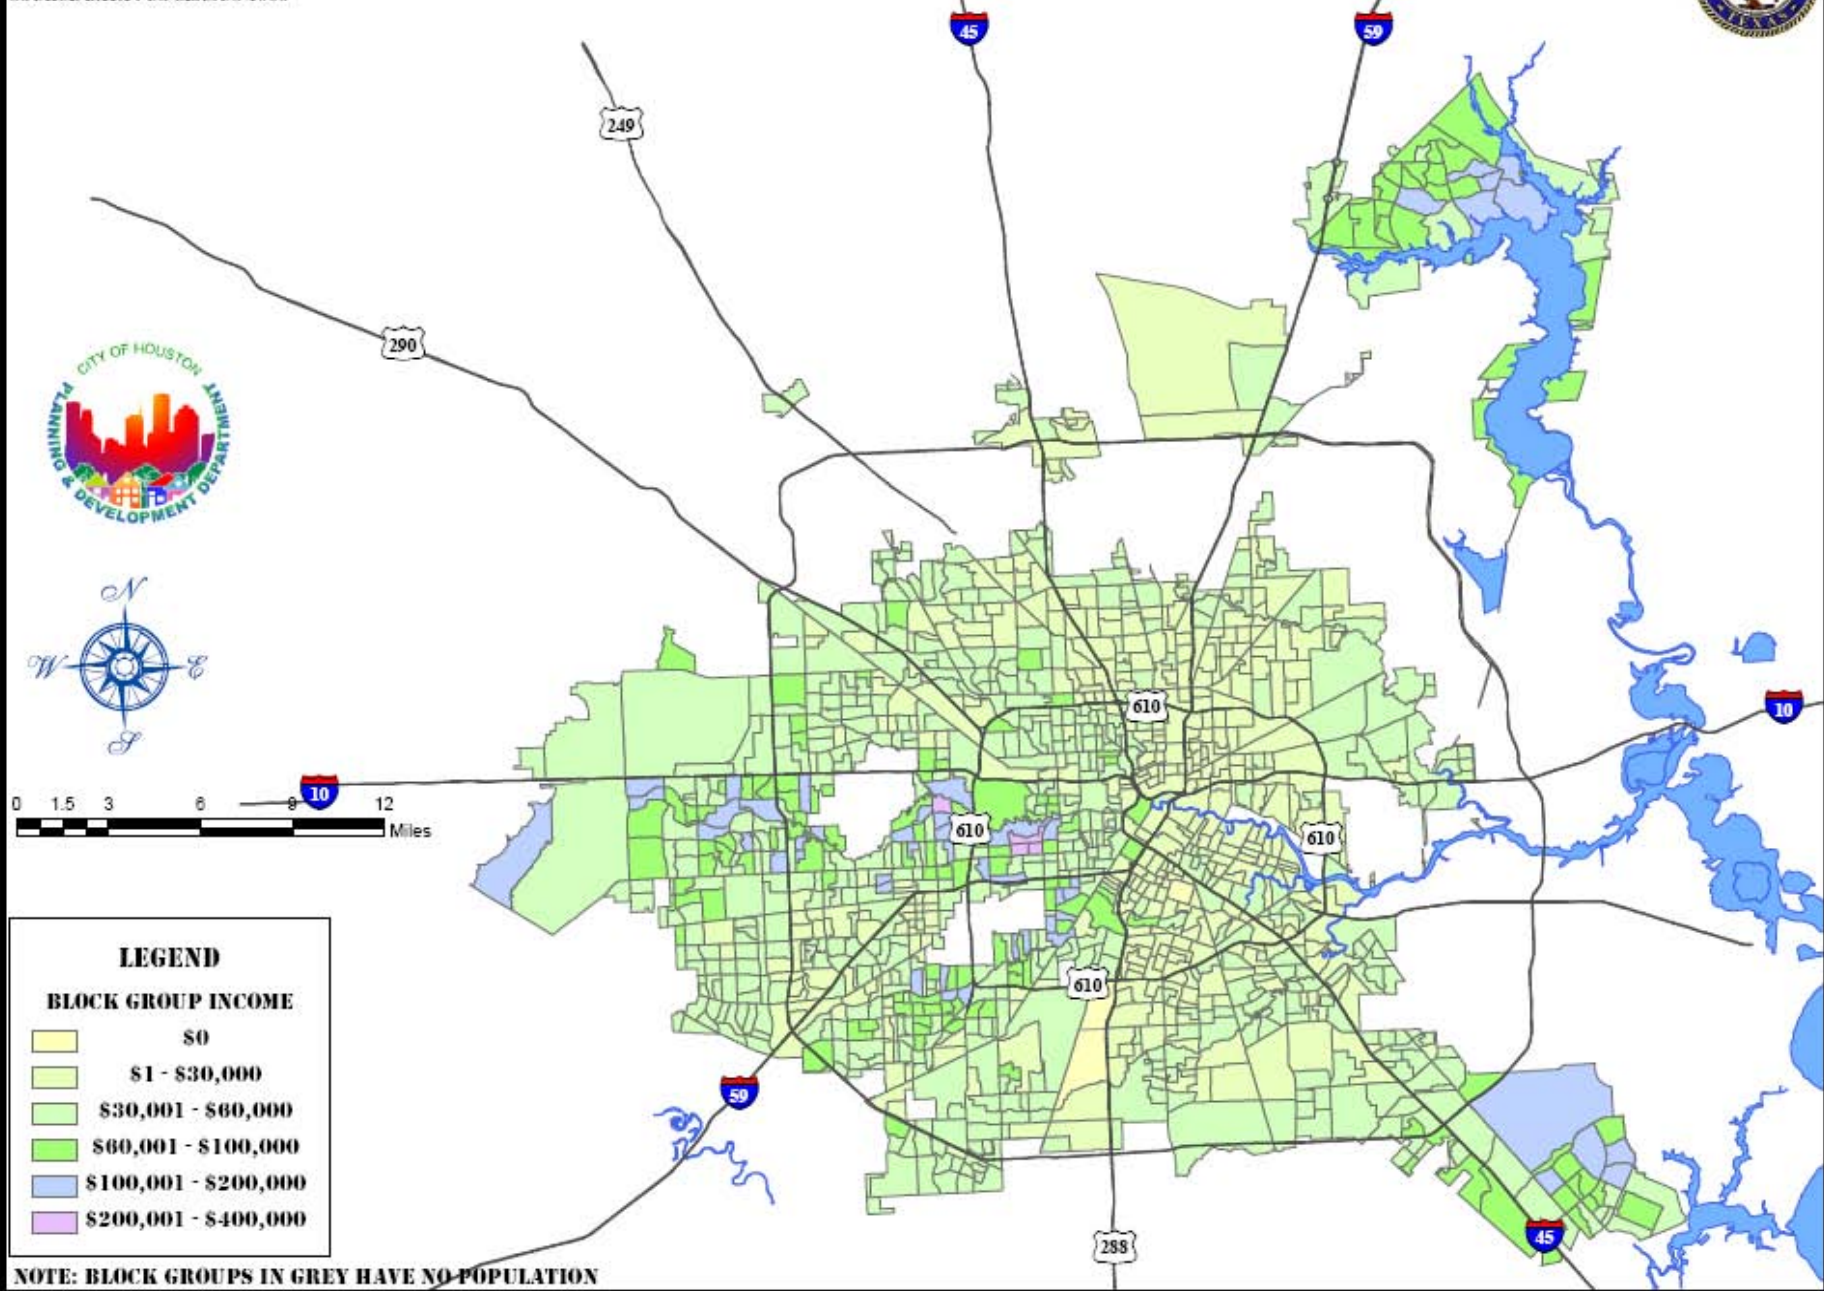 45
59
TEXAS
249
290
CITY OF HOUSTON
PLANNING & DEVELOPMENT DEPARTMENT
N
W E
S
610
10
10
0 1.5 3 6 9 12
Miles
610
610
610
LEGEND
BLOCK GROUP INCOME
$0
$1 - $30,000
$30,001 - $60,000
$60,001 - $100,000
$100,001 - $200,000
$200,001 - $400,000
59
45
288
NOTE: BLOCK GROUPS IN GREY HAVE NO POPULATION